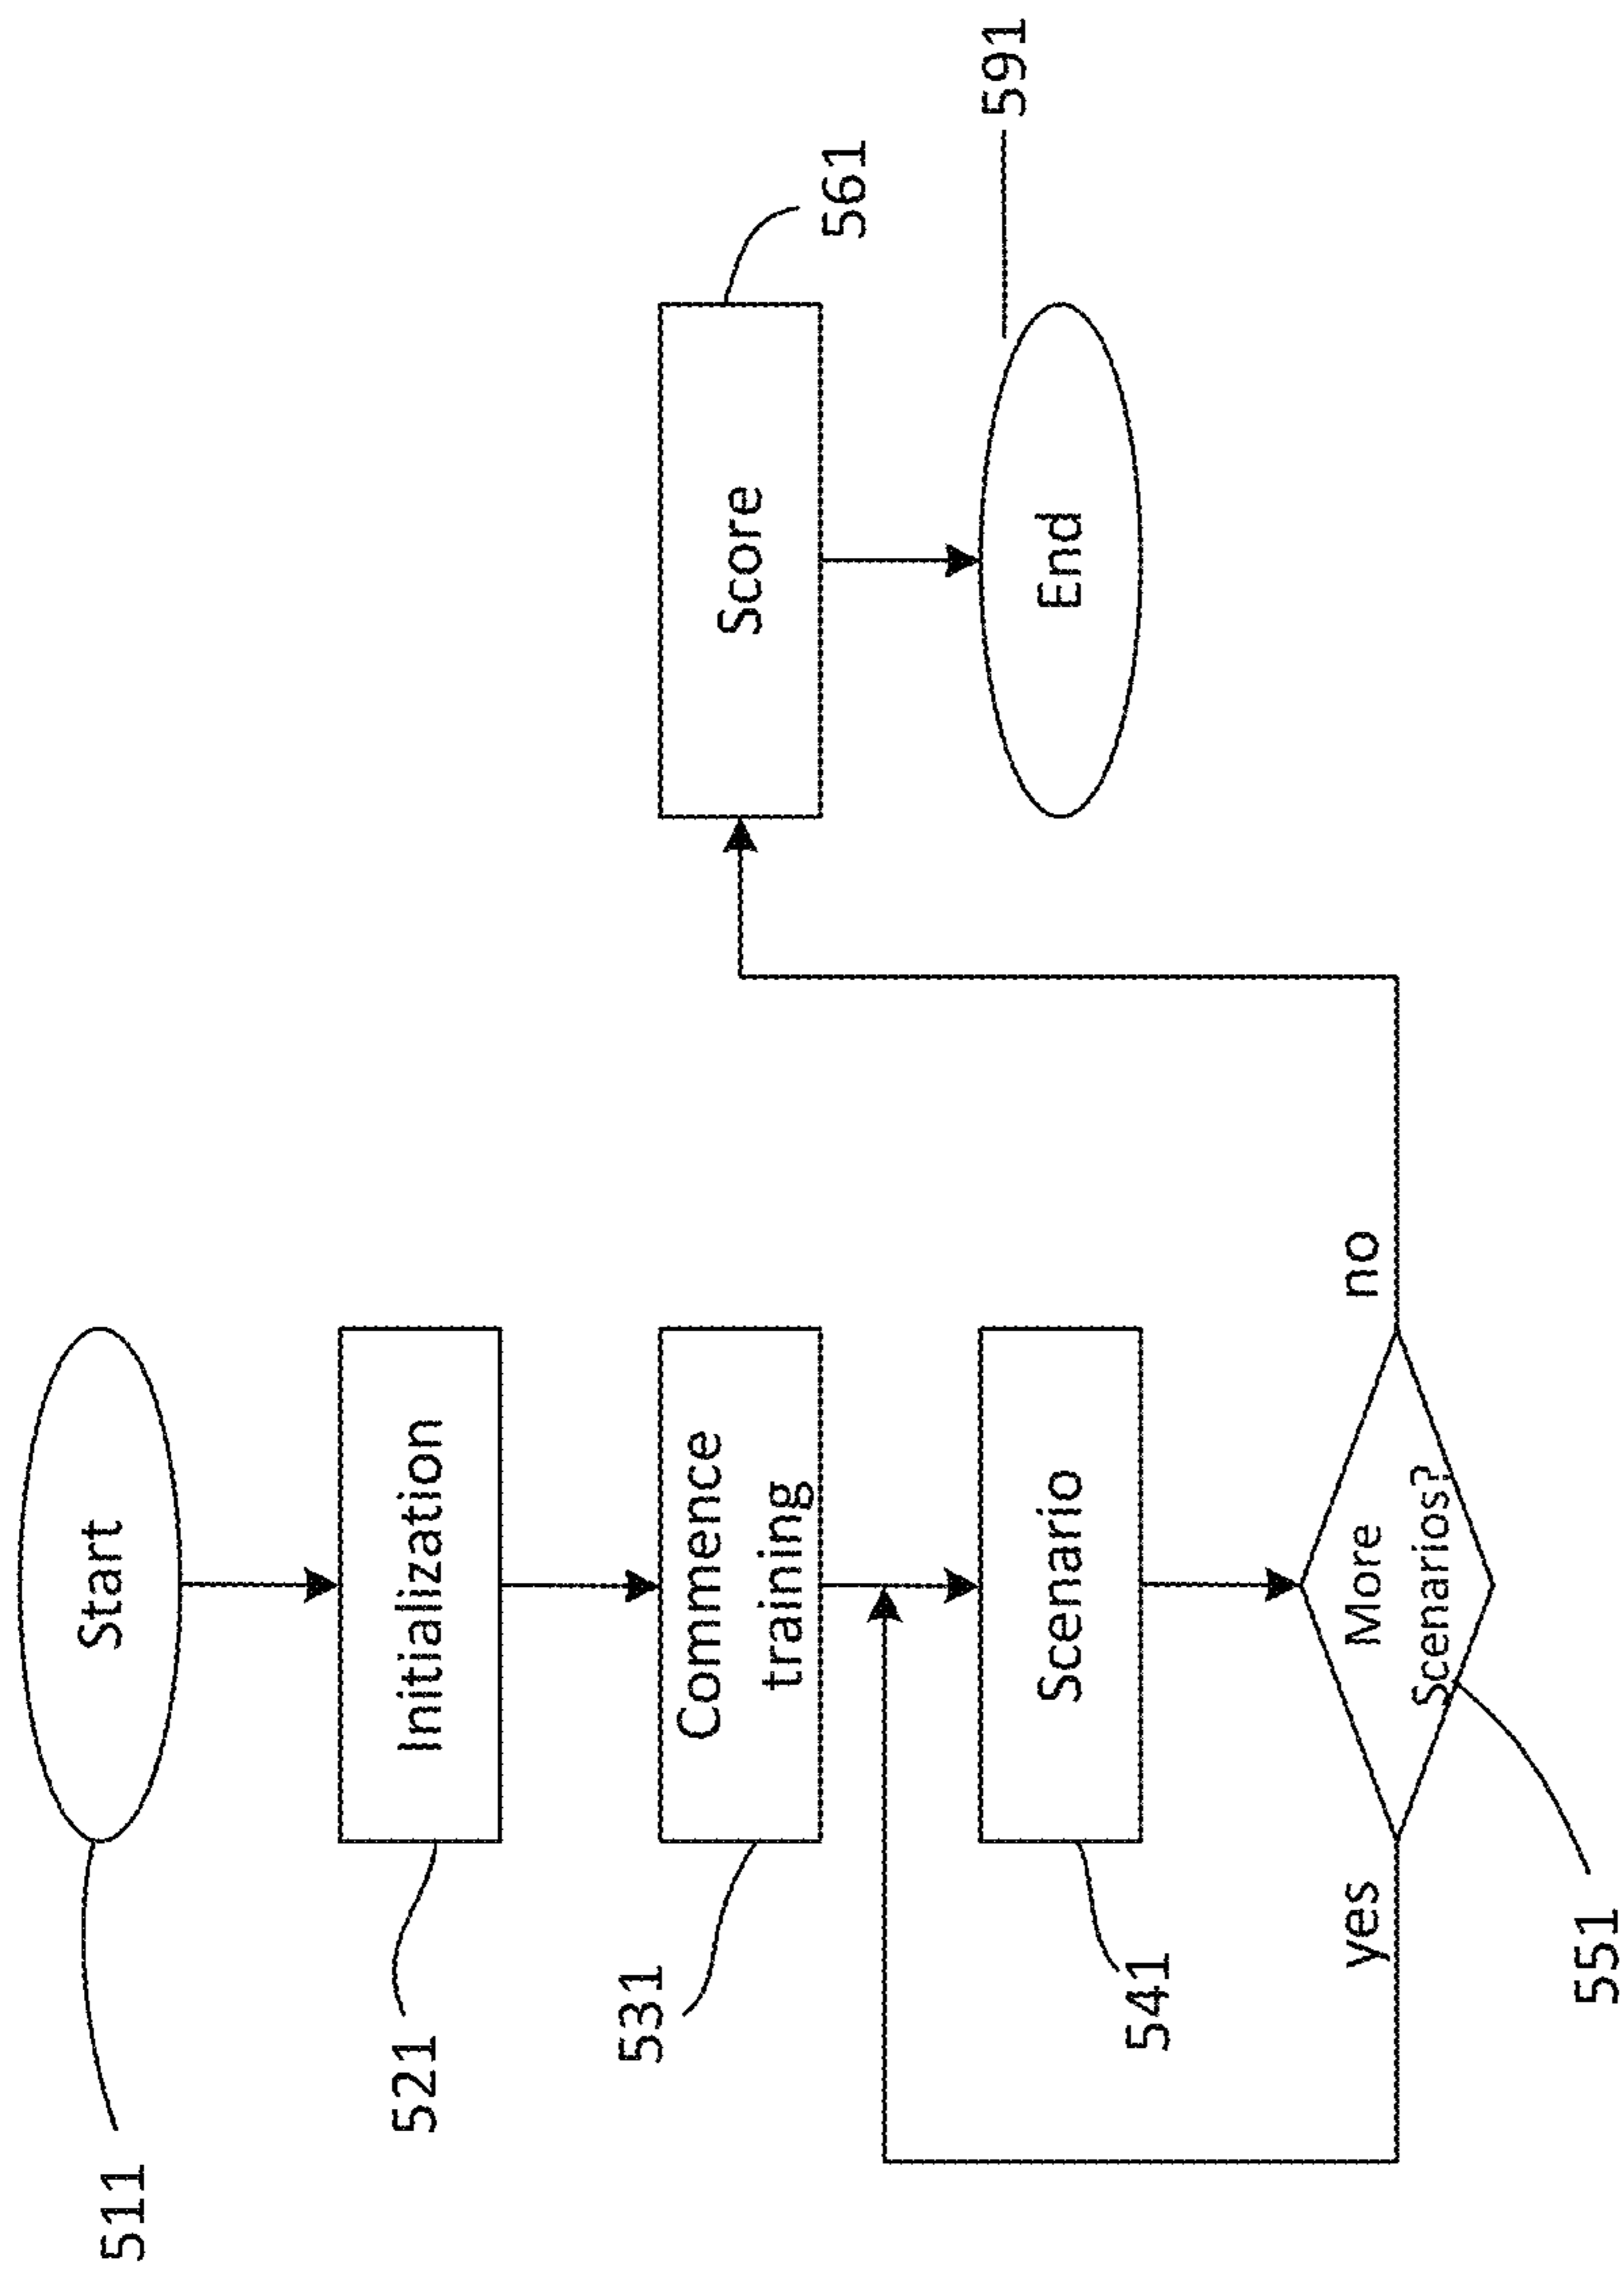 511
Start
521
Initialization
531
Commence
training
541
Scenario
More
Scenarios?
yes
no
551
Score
561
End
591